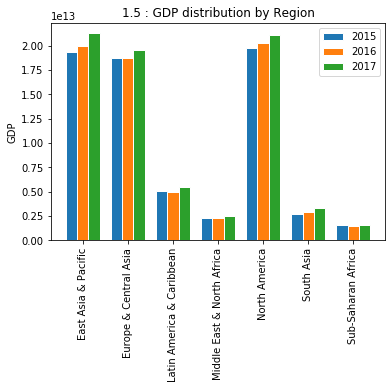 1.5 : GDP distribution by Region
1e13
2015
2016
2017
2.00
1.75
1.50
1.25
1.00
0.75
0.50
0.25
0.00
GDP
East Asia & Pacific
Europe & Central Asia
Latin America & Caribbean
Middle East & North Africa
North America
South Asia
Sub-Saharan Africa